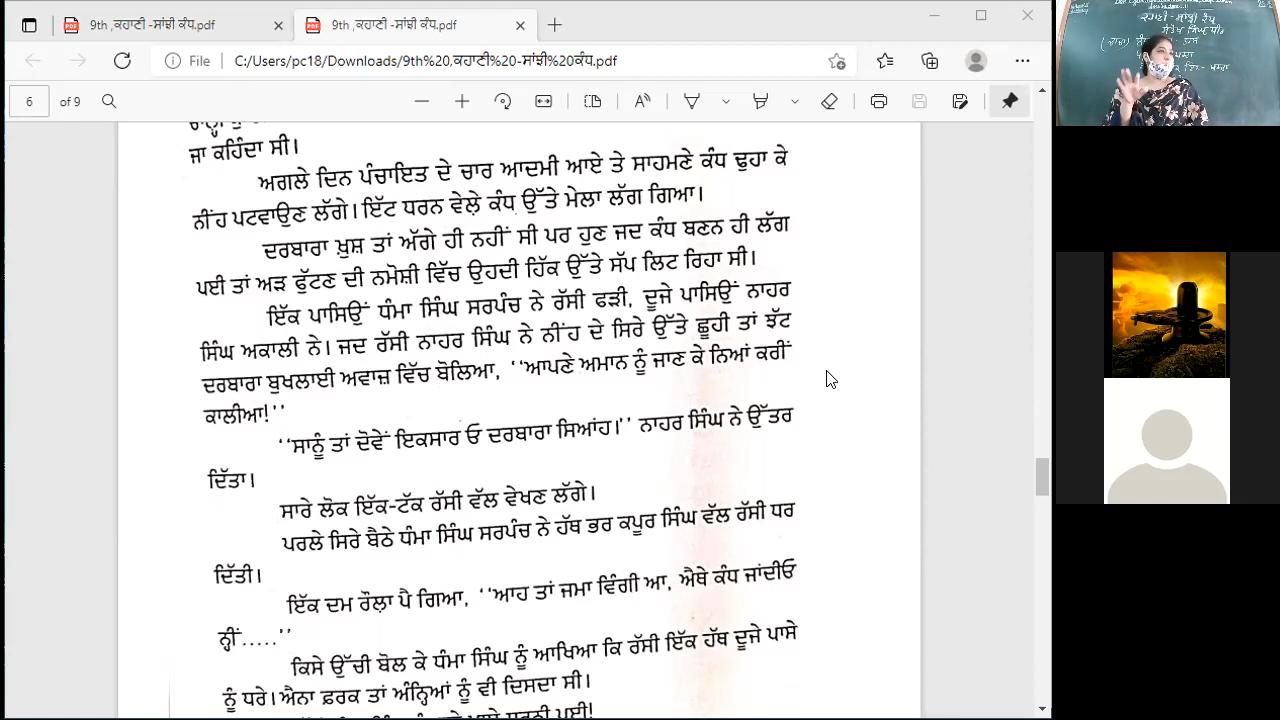 9th ,ਕਹਾਣੀ -ਸਾਂਝੀ ਕੰਧ.pdf
9th ,ਕਹਾਣੀ -ਸਾਂਝੀ ਕੰਧ.pdf
File
C:/Users/pc18/Downloads/9th%20,ਕਹਾਣੀ%20-ਸਾਂਝੀ%20ਕੰਧ.pdf
6 of 9
ਜਾ ਕਹਿੰਦਾ ਸੀ।
ਅਗਲੇ ਦਿਨ ਪੰਚਾਇਤ ਦੇ ਚਾਰ ਆਦਮੀ ਆਏ ਤੇ ਸਾਹਮਣੇ ਕੰਧ ਢੁਹਾ ਕੇ
ਨੀਂਹ ਪਟਵਾਉਣ ਲੱਗੇ। ਇੱਟ ਧਰਨ ਵੇਲ਼ੇ ਕੰਧ ਉੱਤੇ ਮੇਲਾ ਲੱਗ ਗਿਆ।
ਦਰਬਾਰਾ ਖ਼ੁਸ਼ ਤਾਂ ਅੱਗੇ ਹੀ ਨਹੀਂ ਸੀ ਪਰ ਹੁਣ ਜਦ ਕੰਧ ਬਣਨ ਹੀ ਲੱਗ
ਪਈ ਤਾਂ ਅੜ ਫੁੱਟਣ ਦੀ ਨਮੋਸ਼ੀ ਵਿੱਚ ਉਹਦੀ ਹਿੱਕ ਉੱਤੇ ਸੱਪ ਲਿਟ ਰਿਹਾ ਸੀ।
ਇੱਕ ਪਾਸਿਉਂ ਧੰਮਾ ਸਿੰਘ ਸਰਪੰਚ ਨੇ ਰੱਸੀ ਫੜੀ, ਦੂਜੇ ਪਾਸਿਉਂ ਨਾਹਰ
ਸਿੰਘ ਅਕਾਲੀ ਨੇ। ਜਦ ਰੱਸੀ ਨਾਹਰ ਸਿੰਘ ਨੇ ਨੀਂਹ ਦੇ ਸਿਰੇ ਉੱਤੇ ਛੂਹੀ ਤਾਂ ਝੱਟ
ਦਰਬਾਰਾ ਬੁਖਲਾਈ ਅਵਾਜ਼ ਵਿੱਚ ਬੋਲਿਆ, ‘‘ਆਪਣੇ ਅਮਾਨ ਨੂੰ ਜਾਣ ਕੇ ਨਿਆਂ ਕਰੀਂ
ਕਾਲੀਆ!’’
‘‘ਸਾਨੂੰ ਤਾਂ ਦੋਵੇਂ ਇਕਸਾਰ ਓ ਦਰਬਾਰਾ ਸਿਆਂਹ।’’ ਨਾਹਰ ਸਿੰਘ ਨੇ ਉੱਤਰ
ਦਿੱਤਾ।
ਸਾਰੇ ਲੋਕ ਇੱਕ-ਟੱਕ ਰੱਸੀ ਵੱਲ ਵੇਖਣ ਲੱਗੇ।
ਪਰਲੇ ਸਿਰੇ ਬੈਠੇ ਧੰਮਾ ਸਿੰਘ ਸਰਪੰਚ ਨੇ ਹੱਥ ਭਰ ਕਪੂਰ ਸਿੰਘ ਵੱਲ ਰੱਸੀ ਧਰ
ਦਿੱਤੀ।
ਇੱਕ ਦਮ ਰੌਲ਼ਾ ਪੈ ਗਿਆ, ‘‘ਆਹ ਤਾਂ ਜਮਾ ਵਿੰਗੀ ਆ, ਐਥੇ ਕੰਧ ਜਾਂਦੀਓ
ਨ੍ਹੀਂ.....’’
ਕਿਸੇ ਉੱਚੀ ਬੋਲ ਕੇ ਧੰਮਾ ਸਿੰਘ ਨੂੰ ਆਖਿਆ ਕਿ ਰੱਸੀ ਇੱਕ ਹੱਥ ਦੂਜੇ ਪਾਸੇ
ਨੂੰ ਧਰੇ। ਐਨਾ ਫ਼ਰਕ ਤਾਂ ਅੰਨ੍ਹਿਆਂ ਨੂੰ ਵੀ ਦਿਸਦਾ ਸੀ।
ਕਹਾਣੀ-ਸਾਂਝੀ ਕੰਧ
ਸੰਤੋਖ ਸਿੰਘ ਧੀਰ